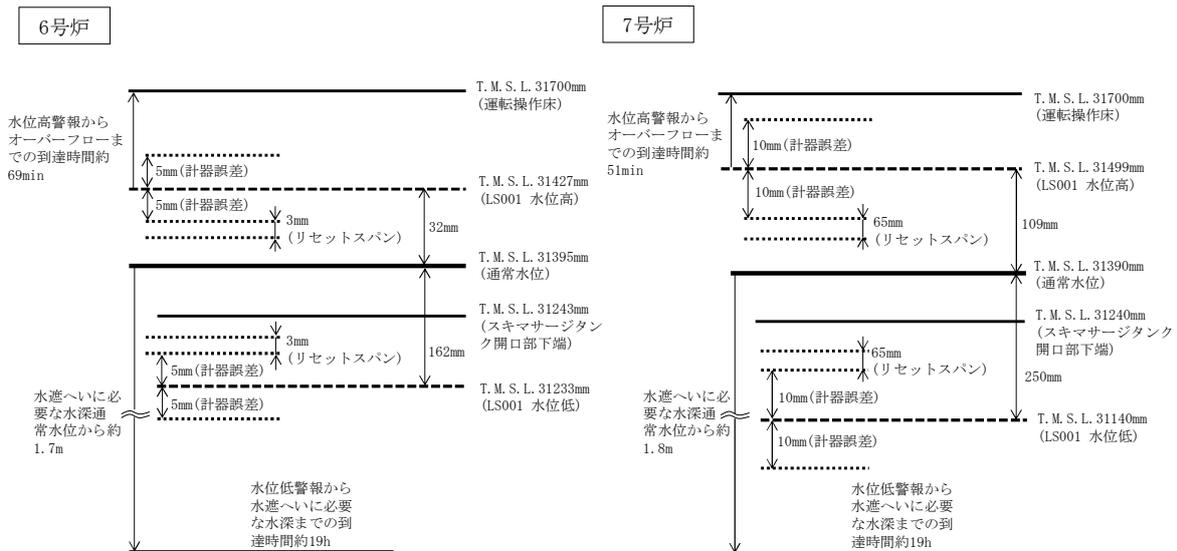 6号炉
T.M.S.L.31700mm
(運転操作床)
水位高警報から
オーバーフローま
での到達時間約
69min
5mm(計器誤差)
T.M.S.L.31427mm
(LS001 水位高)
5mm(計器誤差)
3mm
(リセットスパン)
32mm
T.M.S.L.31395mm
(通常水位)
T.M.S.L.31243mm
(スキマサージタン
ク開口部下端)
3mm
(リセットスパン)
162mm
5mm(計器誤差)
T.M.S.L.31233mm
(LS001 水位低)
5mm(計器誤差)
水遮へいに必
要な水深通
常水位から約
1.7m
水位低警報から
水遮へいに必要
な水深までの到
達時間約19h
7号炉
T.M.S.L.31700mm
(運転操作床)
水位高警報から
オーバーフローま
での到達時間約
51min
10mm(計器誤差)
T.M.S.L.31499mm
(LS001 水位高)
10mm(計器誤差)
65mm
(リセットスパン)
109mm
T.M.S.L.31390mm
(通常水位)
T.M.S.L.31240mm
(スキマサージタンク
開口部下端)
65mm
(リセットスパン)
250mm
10mm(計器誤差)
T.M.S.L.31140mm
(LS001 水位低)
10mm(計器誤差)
水遮へいに必
要な水深通
常水位から約
1.8m
水位低警報から
水遮へいに必要
な水深までの到
達時間約19h